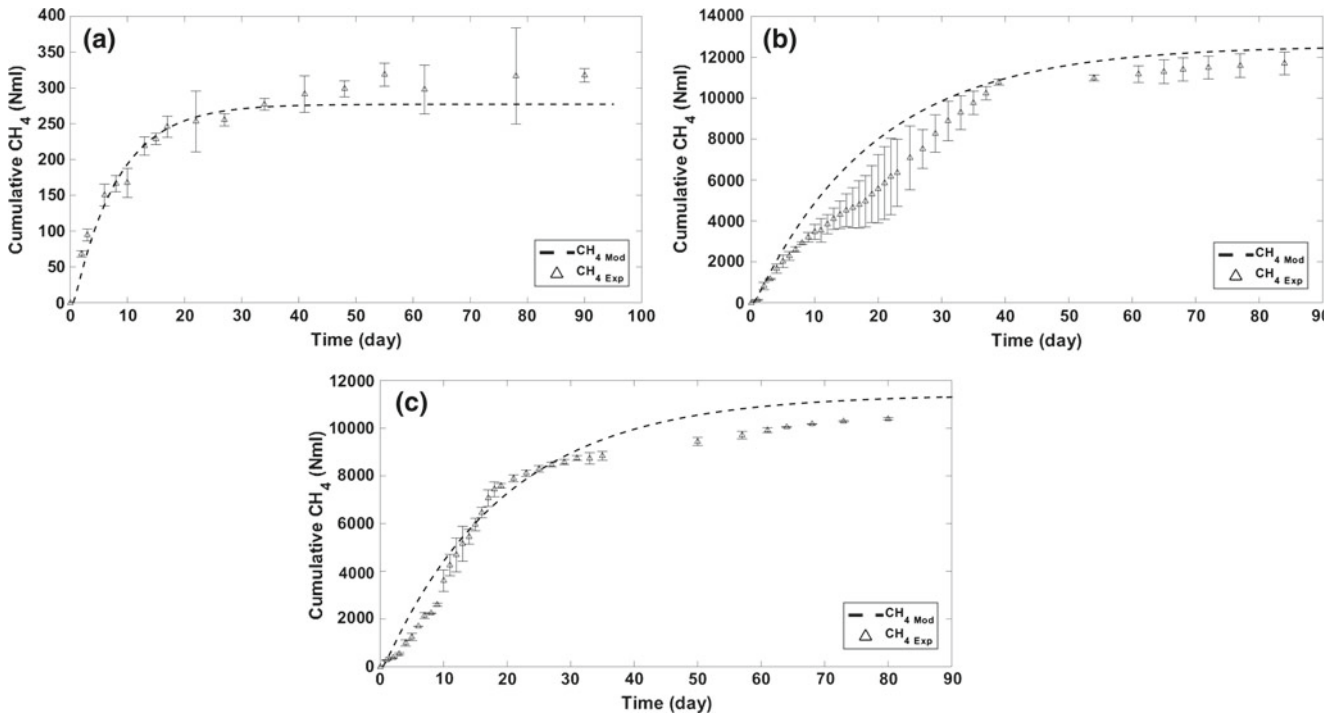 (a)
Cumulative CH4 (Nml)
400
350
300
250
200
150
100
50
0
0 10 20 30 40 50 60 70 80 90 100
Time (day)
CH4 Mod
CH4 Exp
(b)
Cumulative CH4 (Nml)
14000
12000
10000
8000
6000
4000
2000
0
0 10 20 30 40 50 60 70 80 90
Time (day)
CH4 Mod
CH4 Exp
(c)
Cumulative CH4 (Nml)
12000
10000
8000
6000
4000
2000
0
0 10 20 30 40 50 60 70 80 90
Time (day)
CH4 Mod
CH4 Exp